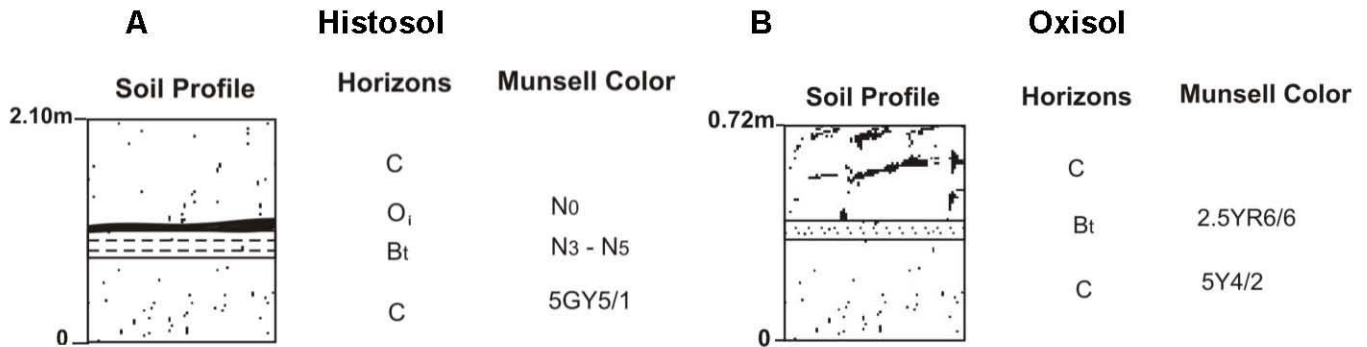 A Histosol
Soil Profile Horizons Munsell Color
2.10m
C
Oi N0
Bt N3 - N5
C 5GY5/1
0
B Oxisol
Soil Profile Horizons Munsell Color
0.72m
C
Bt 2.5YR6/6
C 5Y4/2
0